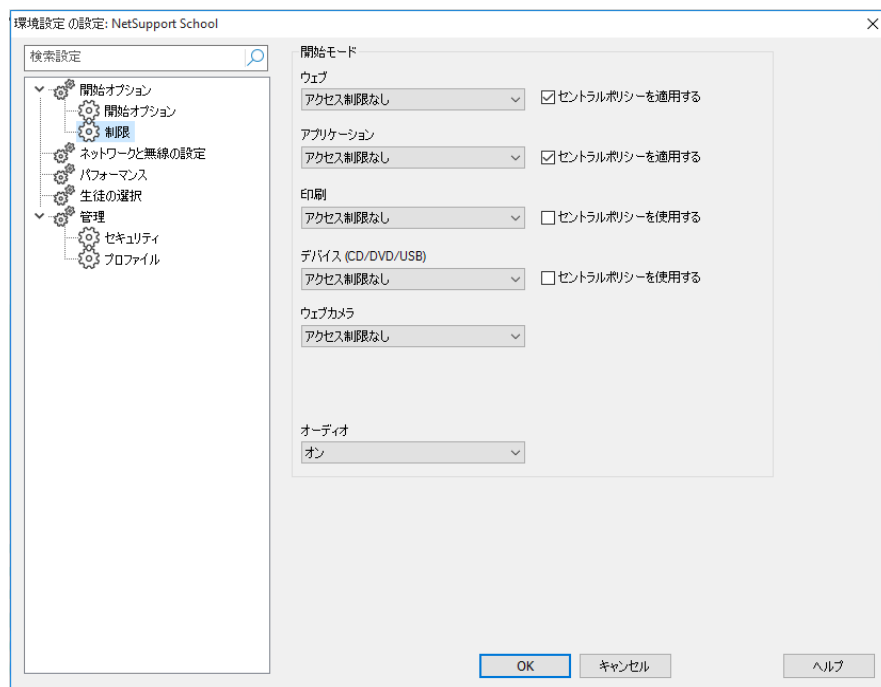 環境設定 の設定: NetSupport School
検索設定
開始オプション
開始オプション
制限
ネットワークと無線の設定
パフォーマンス
生徒の選択
管理
セキュリティ
プロファイル
開始モード
ウェブ
アクセス制限なし
セントラルポリシーを適用する
アプリケーション
アクセス制限なし
セントラルポリシーを適用する
印刷
アクセス制限なし
セントラルポリシーを使用する
デバイス (CD/DVD/USB)
アクセス制限なし
セントラルポリシーを使用する
ウェブカメラ
アクセス制限なし
オーディオ
オン
OK
キャンセル
ヘルプ